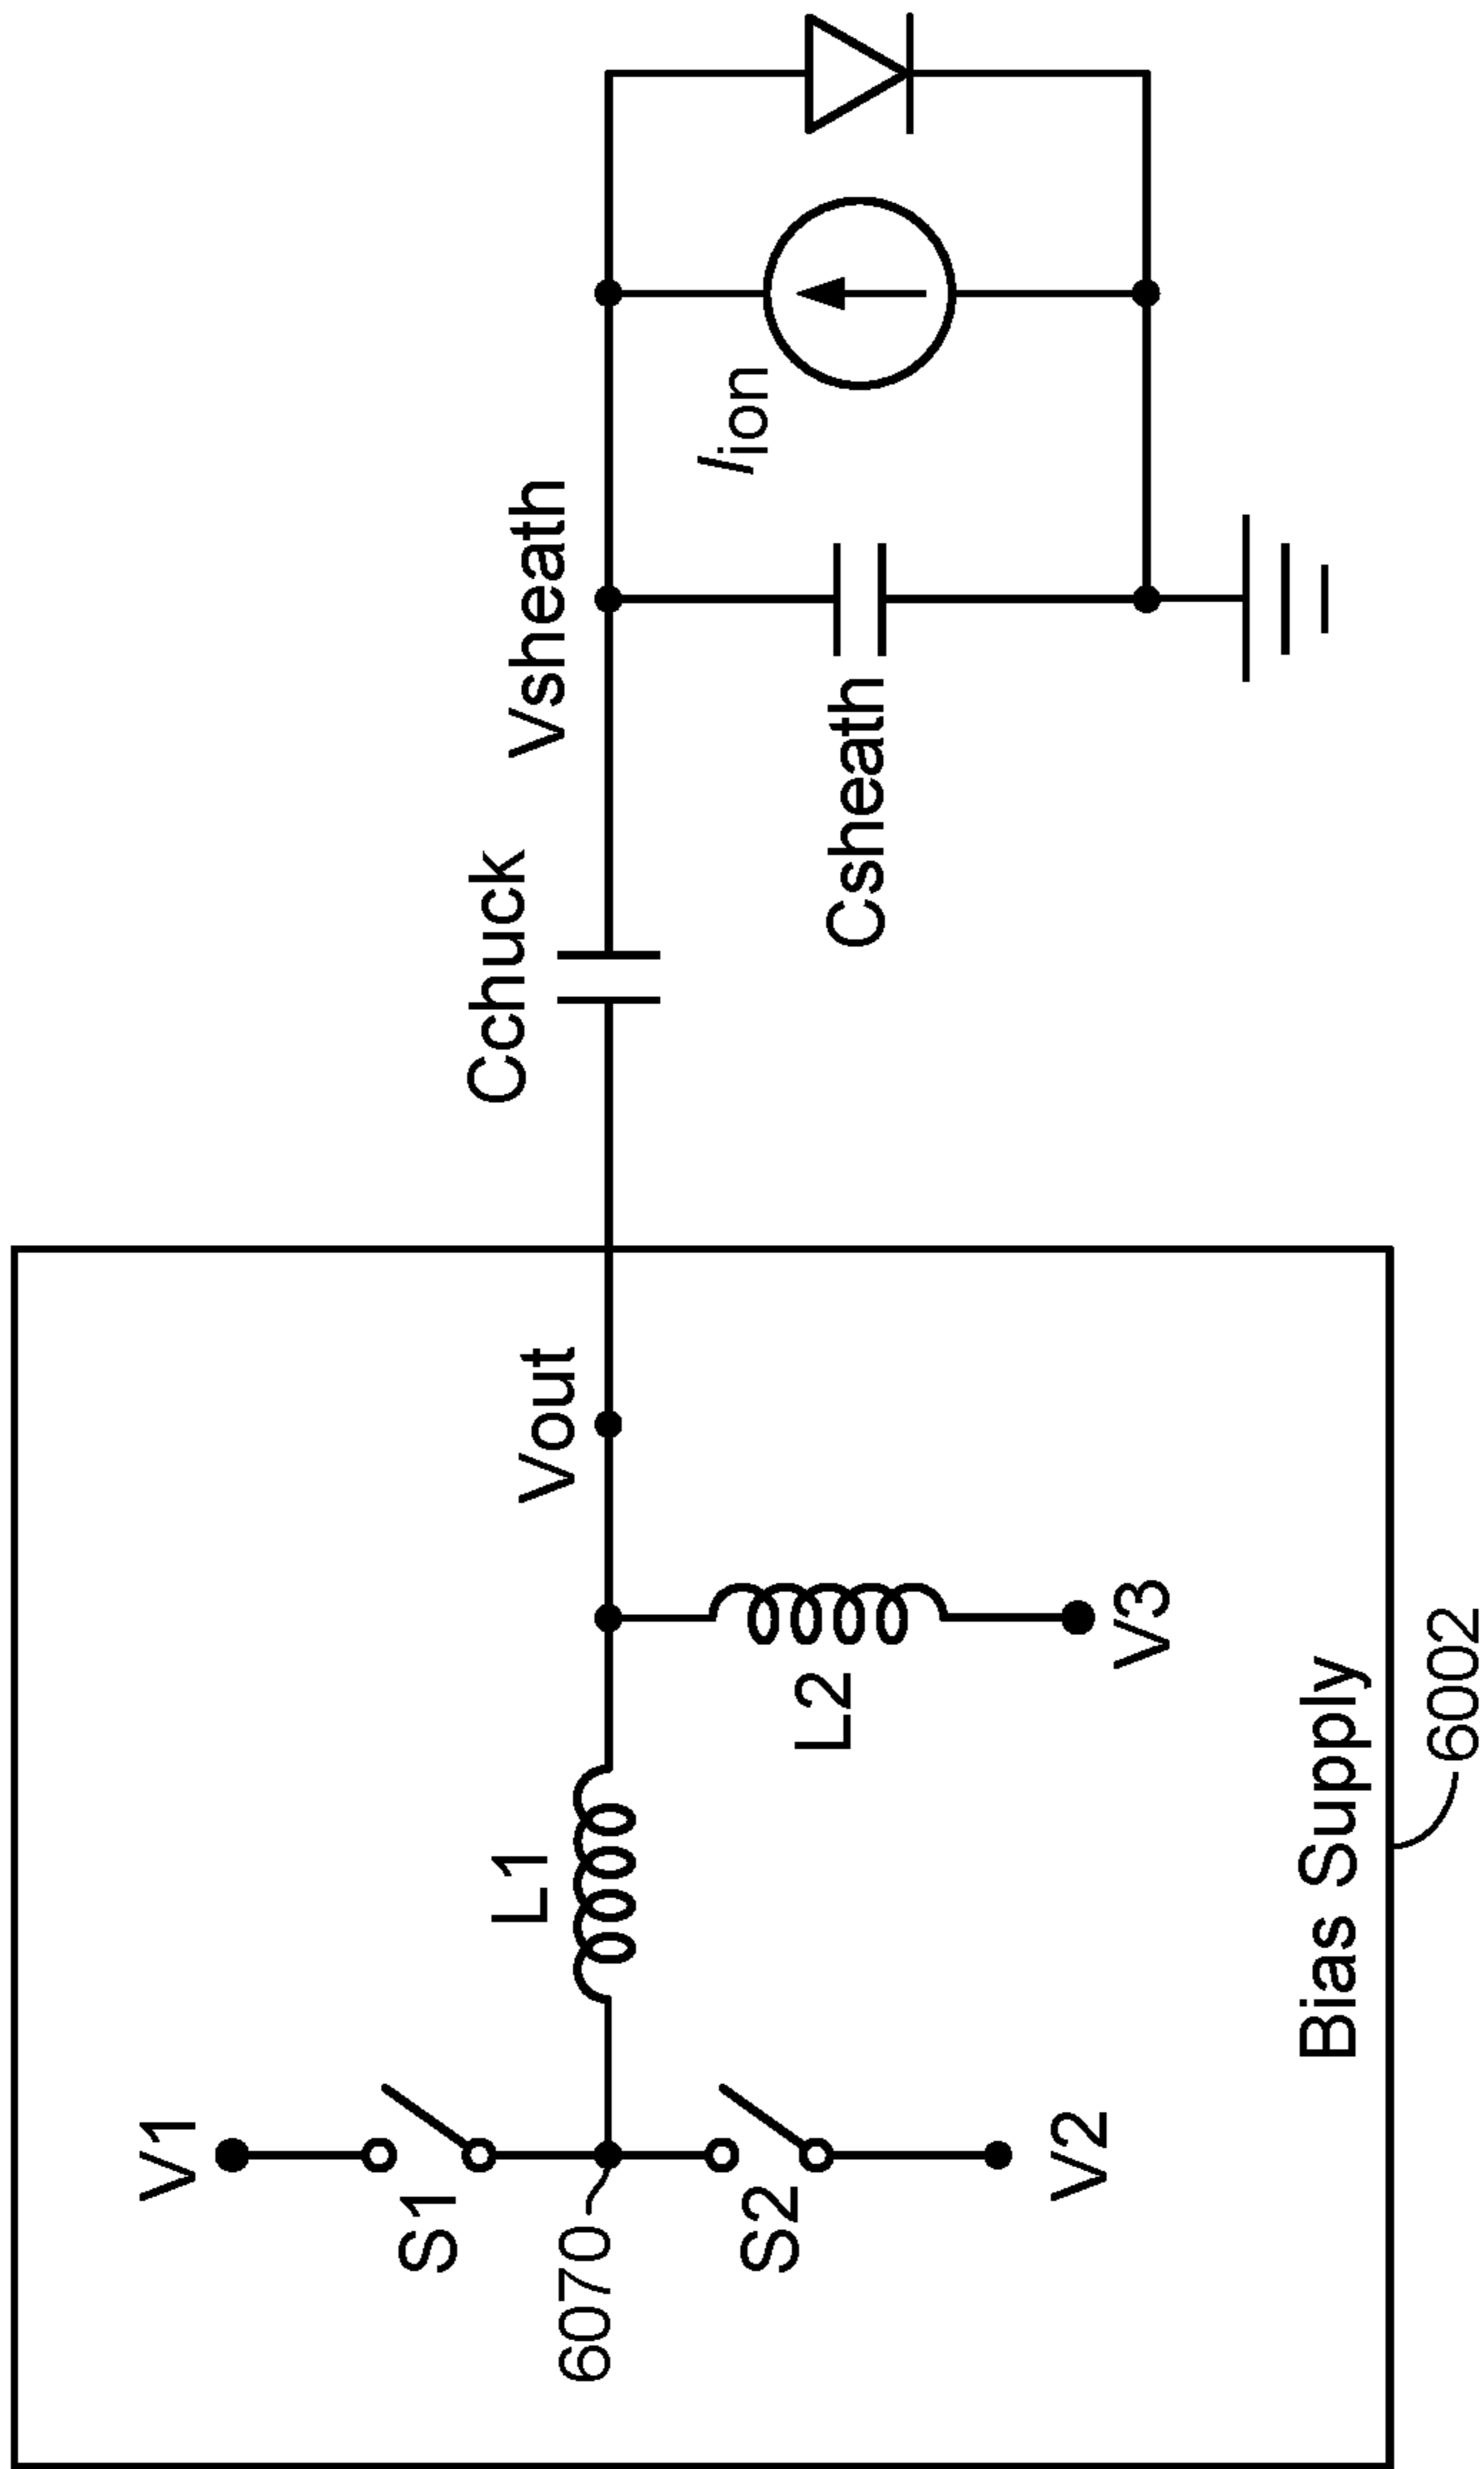 V1
S1
6070
S2
V2
L1
L2
V3
Vout
Bias Supply
6002
Cchuck
Vsheath
Csheath
Iion